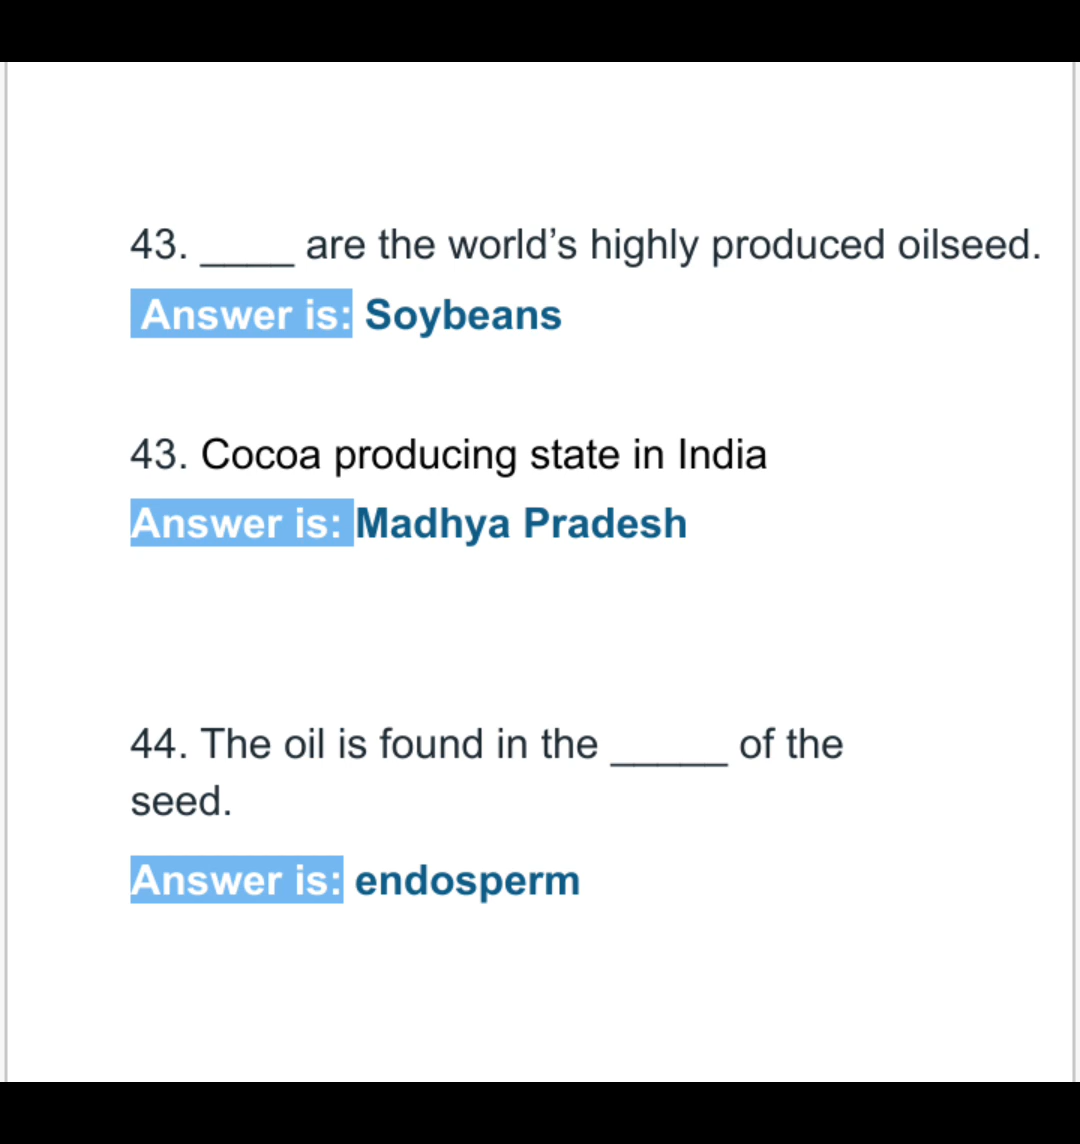 43. ____ are the world’s highly produced oilseed.
Answer is: Soybeans
43. Cocoa producing state in India
Answer is: Madhya Pradesh
44. The oil is found in the _____ of the
seed.
Answer is: endosperm